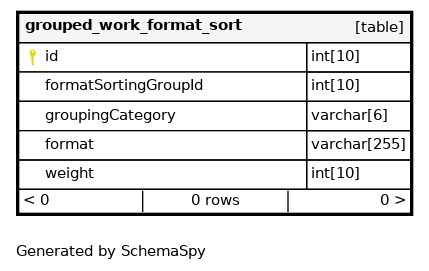 grouped_work_format_sort [table]
id int[10]
formatSortingGroupId int[10]
groupingCategory varchar[6]
format varchar[255]
weight int[10]
< 0 0 rows 0 >
Generated by SchemaSpy